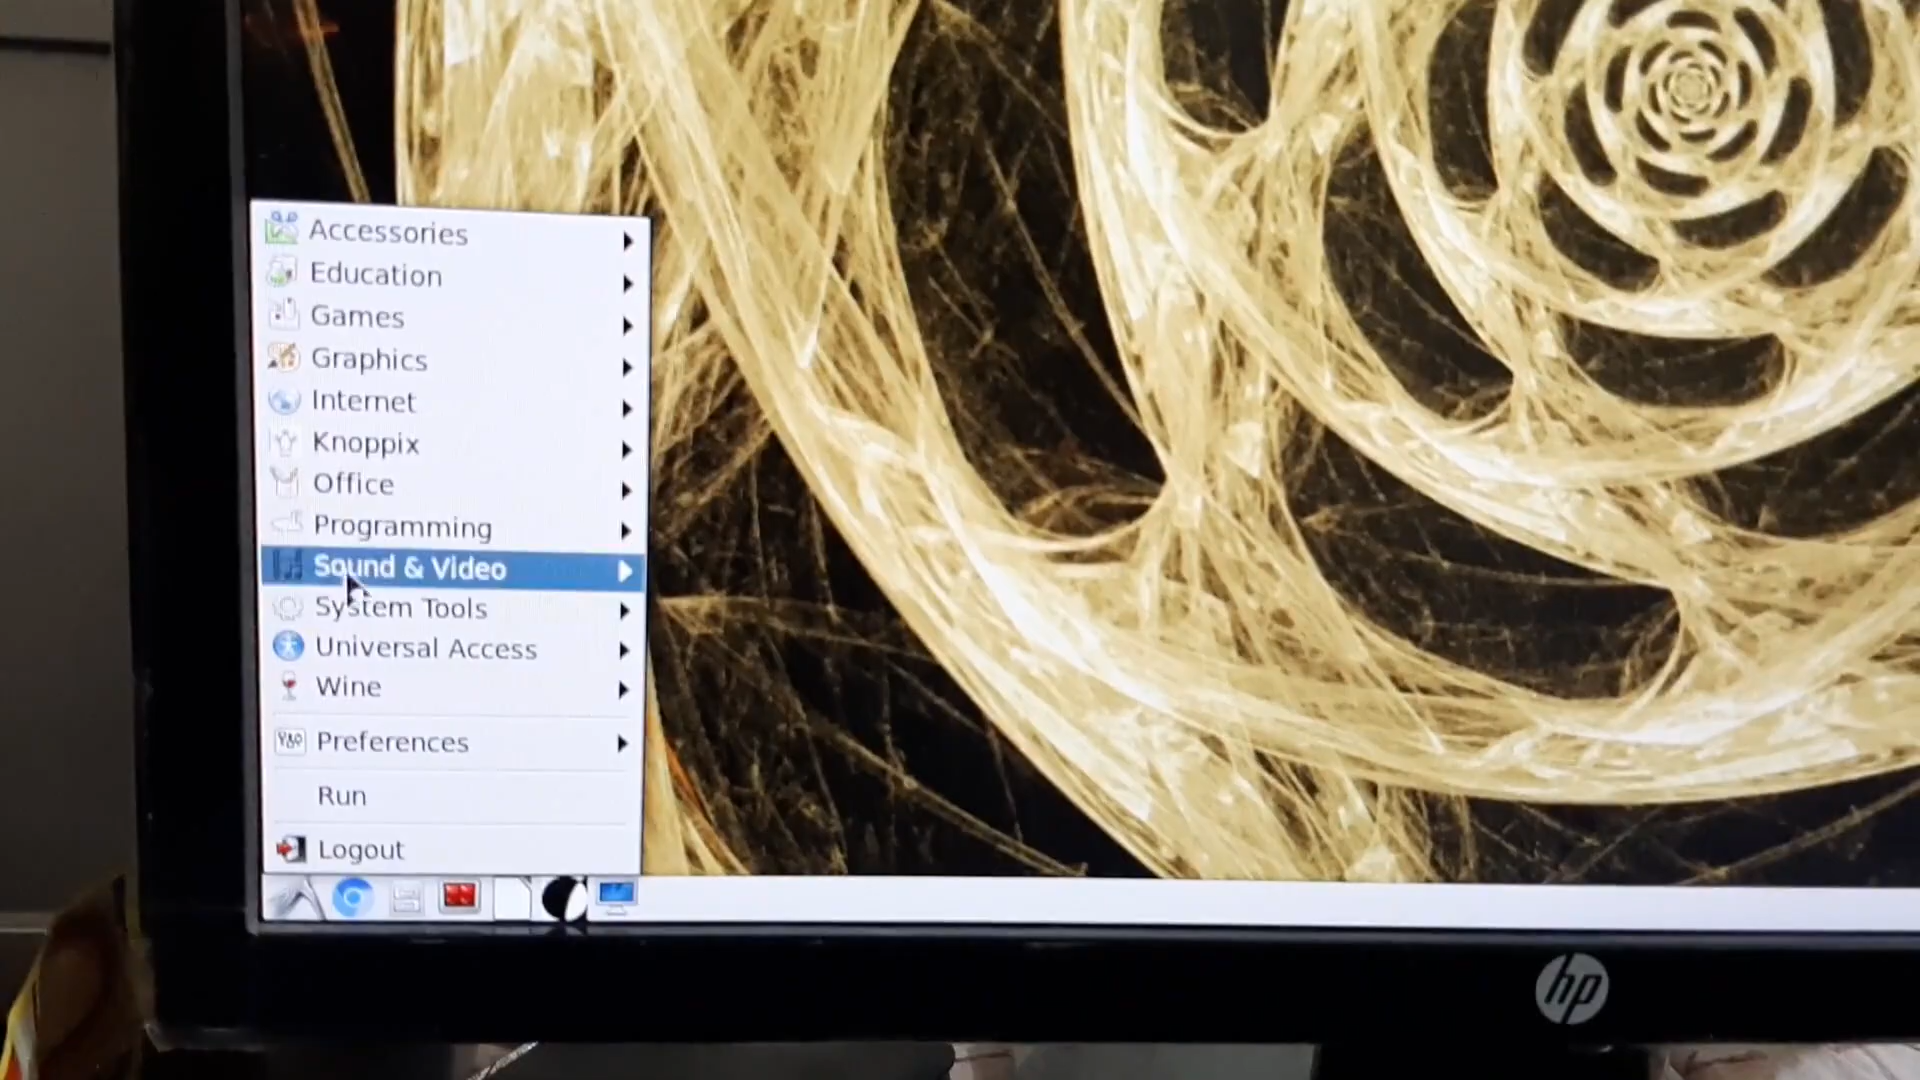 Accessories
Education
Games
Graphics
Internet
Knoppix
Office
Programming
Sound & Video
System Tools
Universal Access
Wine
Preferences
Run
Logout
hp